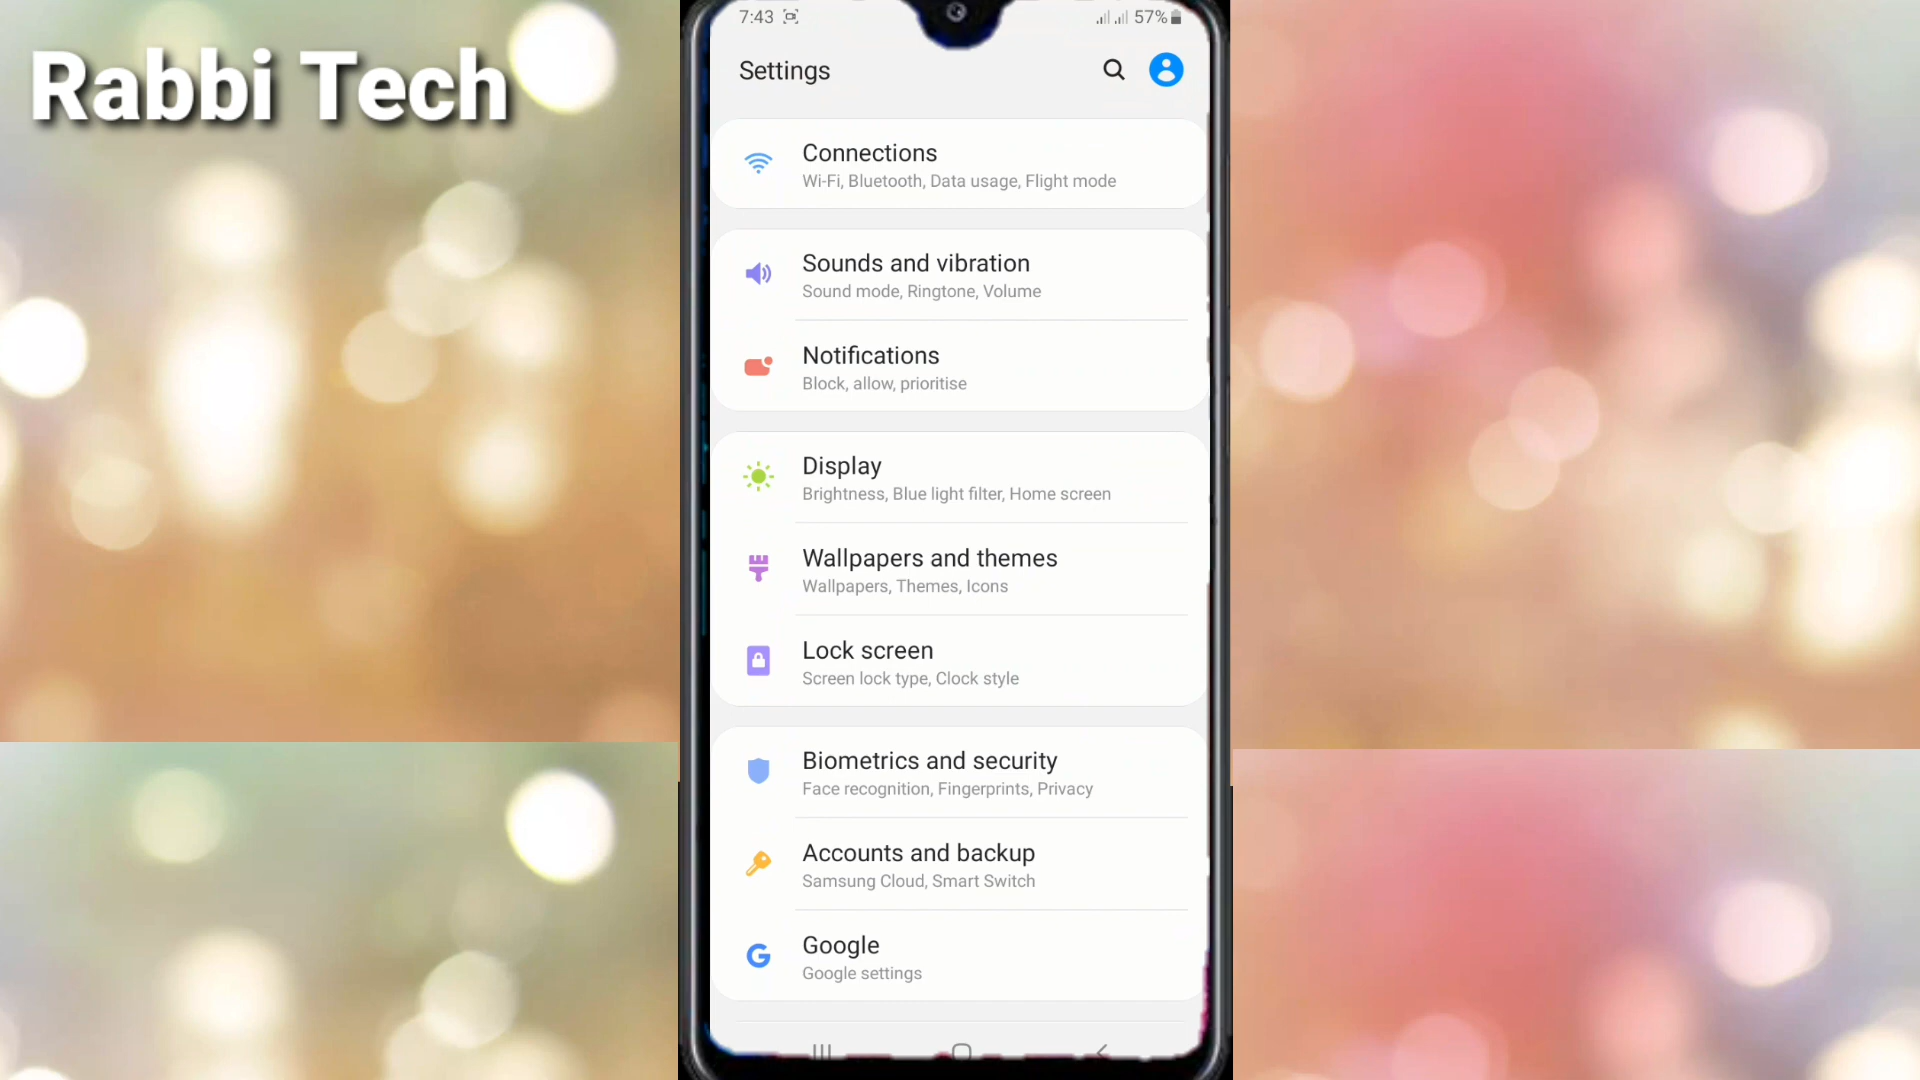 Rabbi Tech
7:43
57%
Settings
Connections
Wi-Fi, Bluetooth, Data usage, Flight mode
Sounds and vibration
Sound mode, Ringtone, Volume
Notifications
Block, allow, prioritise
Display
Brightness, Blue light filter, Home screen
Wallpapers and themes
Wallpapers, Themes, Icons
Lock screen
Screen lock type, Clock style
Biometrics and security
Face recognition, Fingerprints, Privacy
Accounts and backup
Samsung Cloud, Smart Switch
Google
Google settings